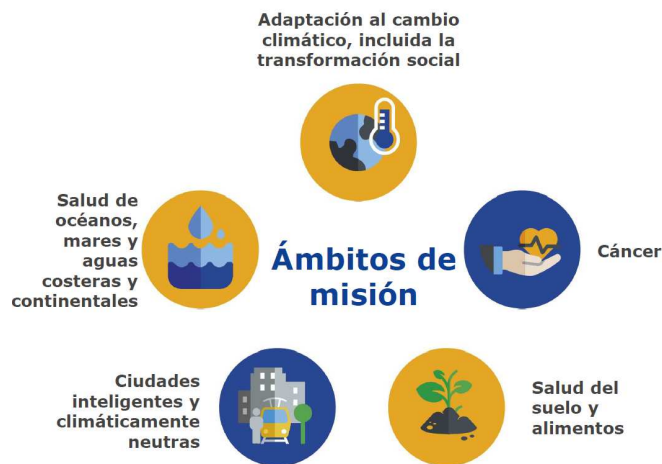 Adaptación al cambio
climático, incluida la
transformación social
Salud de
océanos,
mares y
aguas
costeras y
continentales
Ámbitos de
misión
Cáncer
Ciudades
inteligentes y
climáticamente
neutras
Salud del
suelo y
alimentos